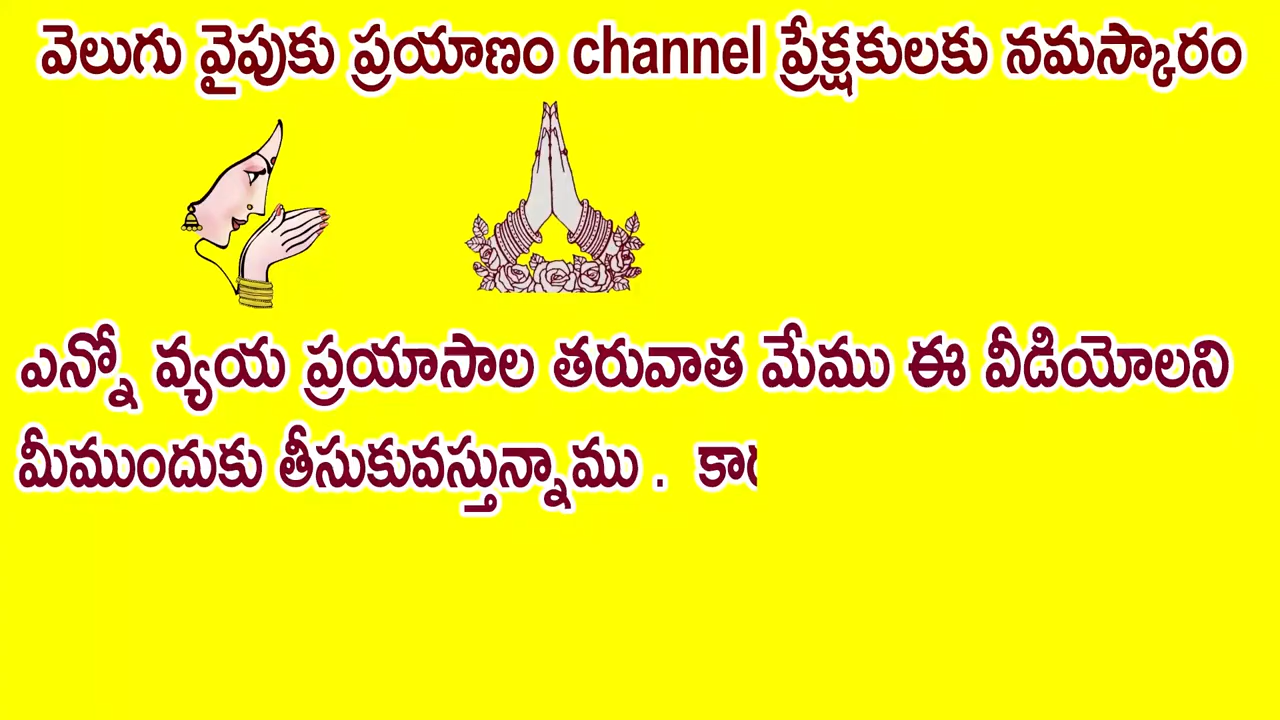 వెలుగు వైపుకు ప్రయాణం channel ప్రేక్షకులకు నమస్కారం
ఎన్నో వ్యయ ప్రయాసాల తరువాత మేము ఈ వీడియోలని
మీముందుకు తీసుకువస్తున్నాము .